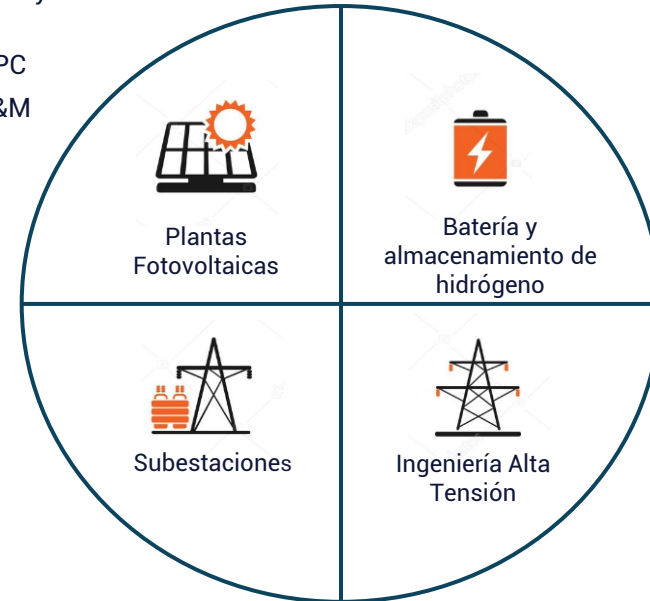 y
PC
&M
Plantas
Fotovoltaicas
Batería y
almacenamiento de
hidrógeno
Subestaciones
Ingeniería Alta
Tensión